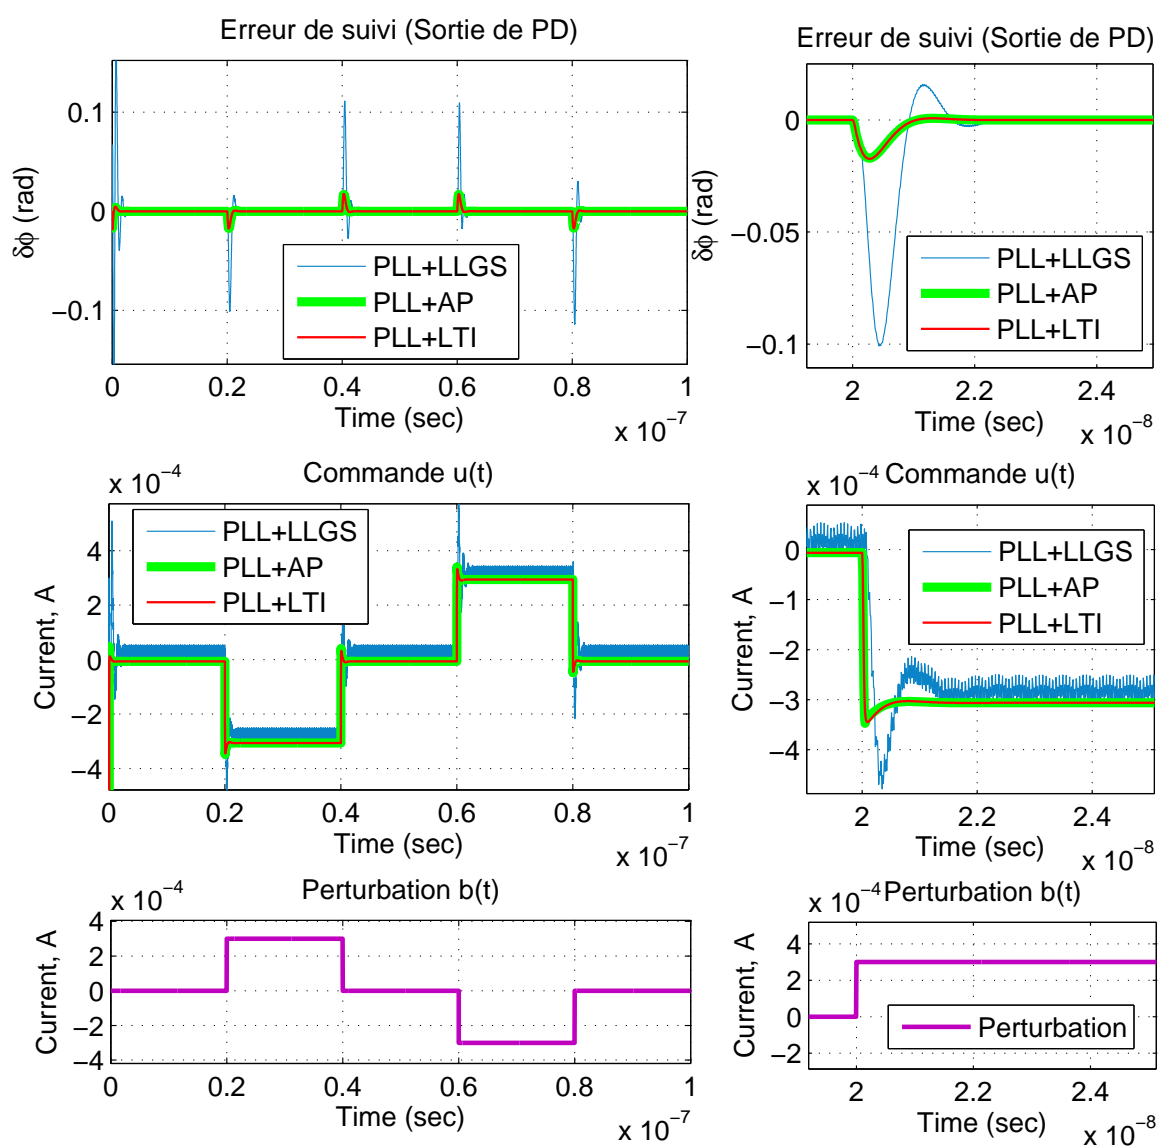 Erreur de suivi (Sortie de PD)
δϕ (rad)
0.1
0
−0.1
PLL+LLGS
PLL+AP
PLL+LTI
0 0.2 0.4 0.6 0.8 1
Time (sec)
x 10−7
Erreur de suivi (Sortie de PD)
δϕ (rad)
0
−0.05
−0.1
PLL+LLGS
PLL+AP
PLL+LTI
2 2.2 2.4
Time (sec)
x 10−8
x 10−4
Commande u(t)
Current, A
4
2
0
−2
−4
PLL+LLGS
PLL+AP
PLL+LTI
0 0.2 0.4 0.6 0.8 1
Time (sec)
x 10−7
x 10−4
Commande u(t)
Current, A
0
−1
−2
−3
−4
PLL+LLGS
PLL+AP
PLL+LTI
2 2.2 2.4
Time (sec)
x 10−8
x 10−4
Perturbation b(t)
Current, A
4
2
0
−2
−4
0 0.2 0.4 0.6 0.8 1
Time (sec)
x 10−7
x 10−4
Perturbation b(t)
Current, A
4
2
0
−2
Perturbation
2 2.2 2.4
Time (sec)
x 10−8